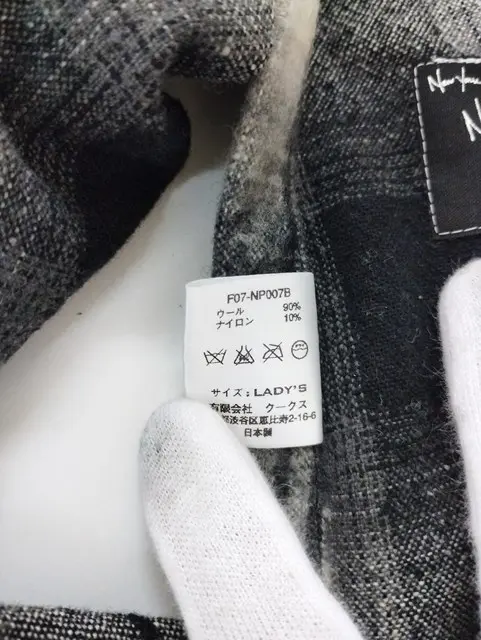 F07-NP007B
ウール 90%
ナイロン 10%
サイズ：LADY'S
有限会社 クークス
渋谷区恵比寿2-16-6
日本製
New
N